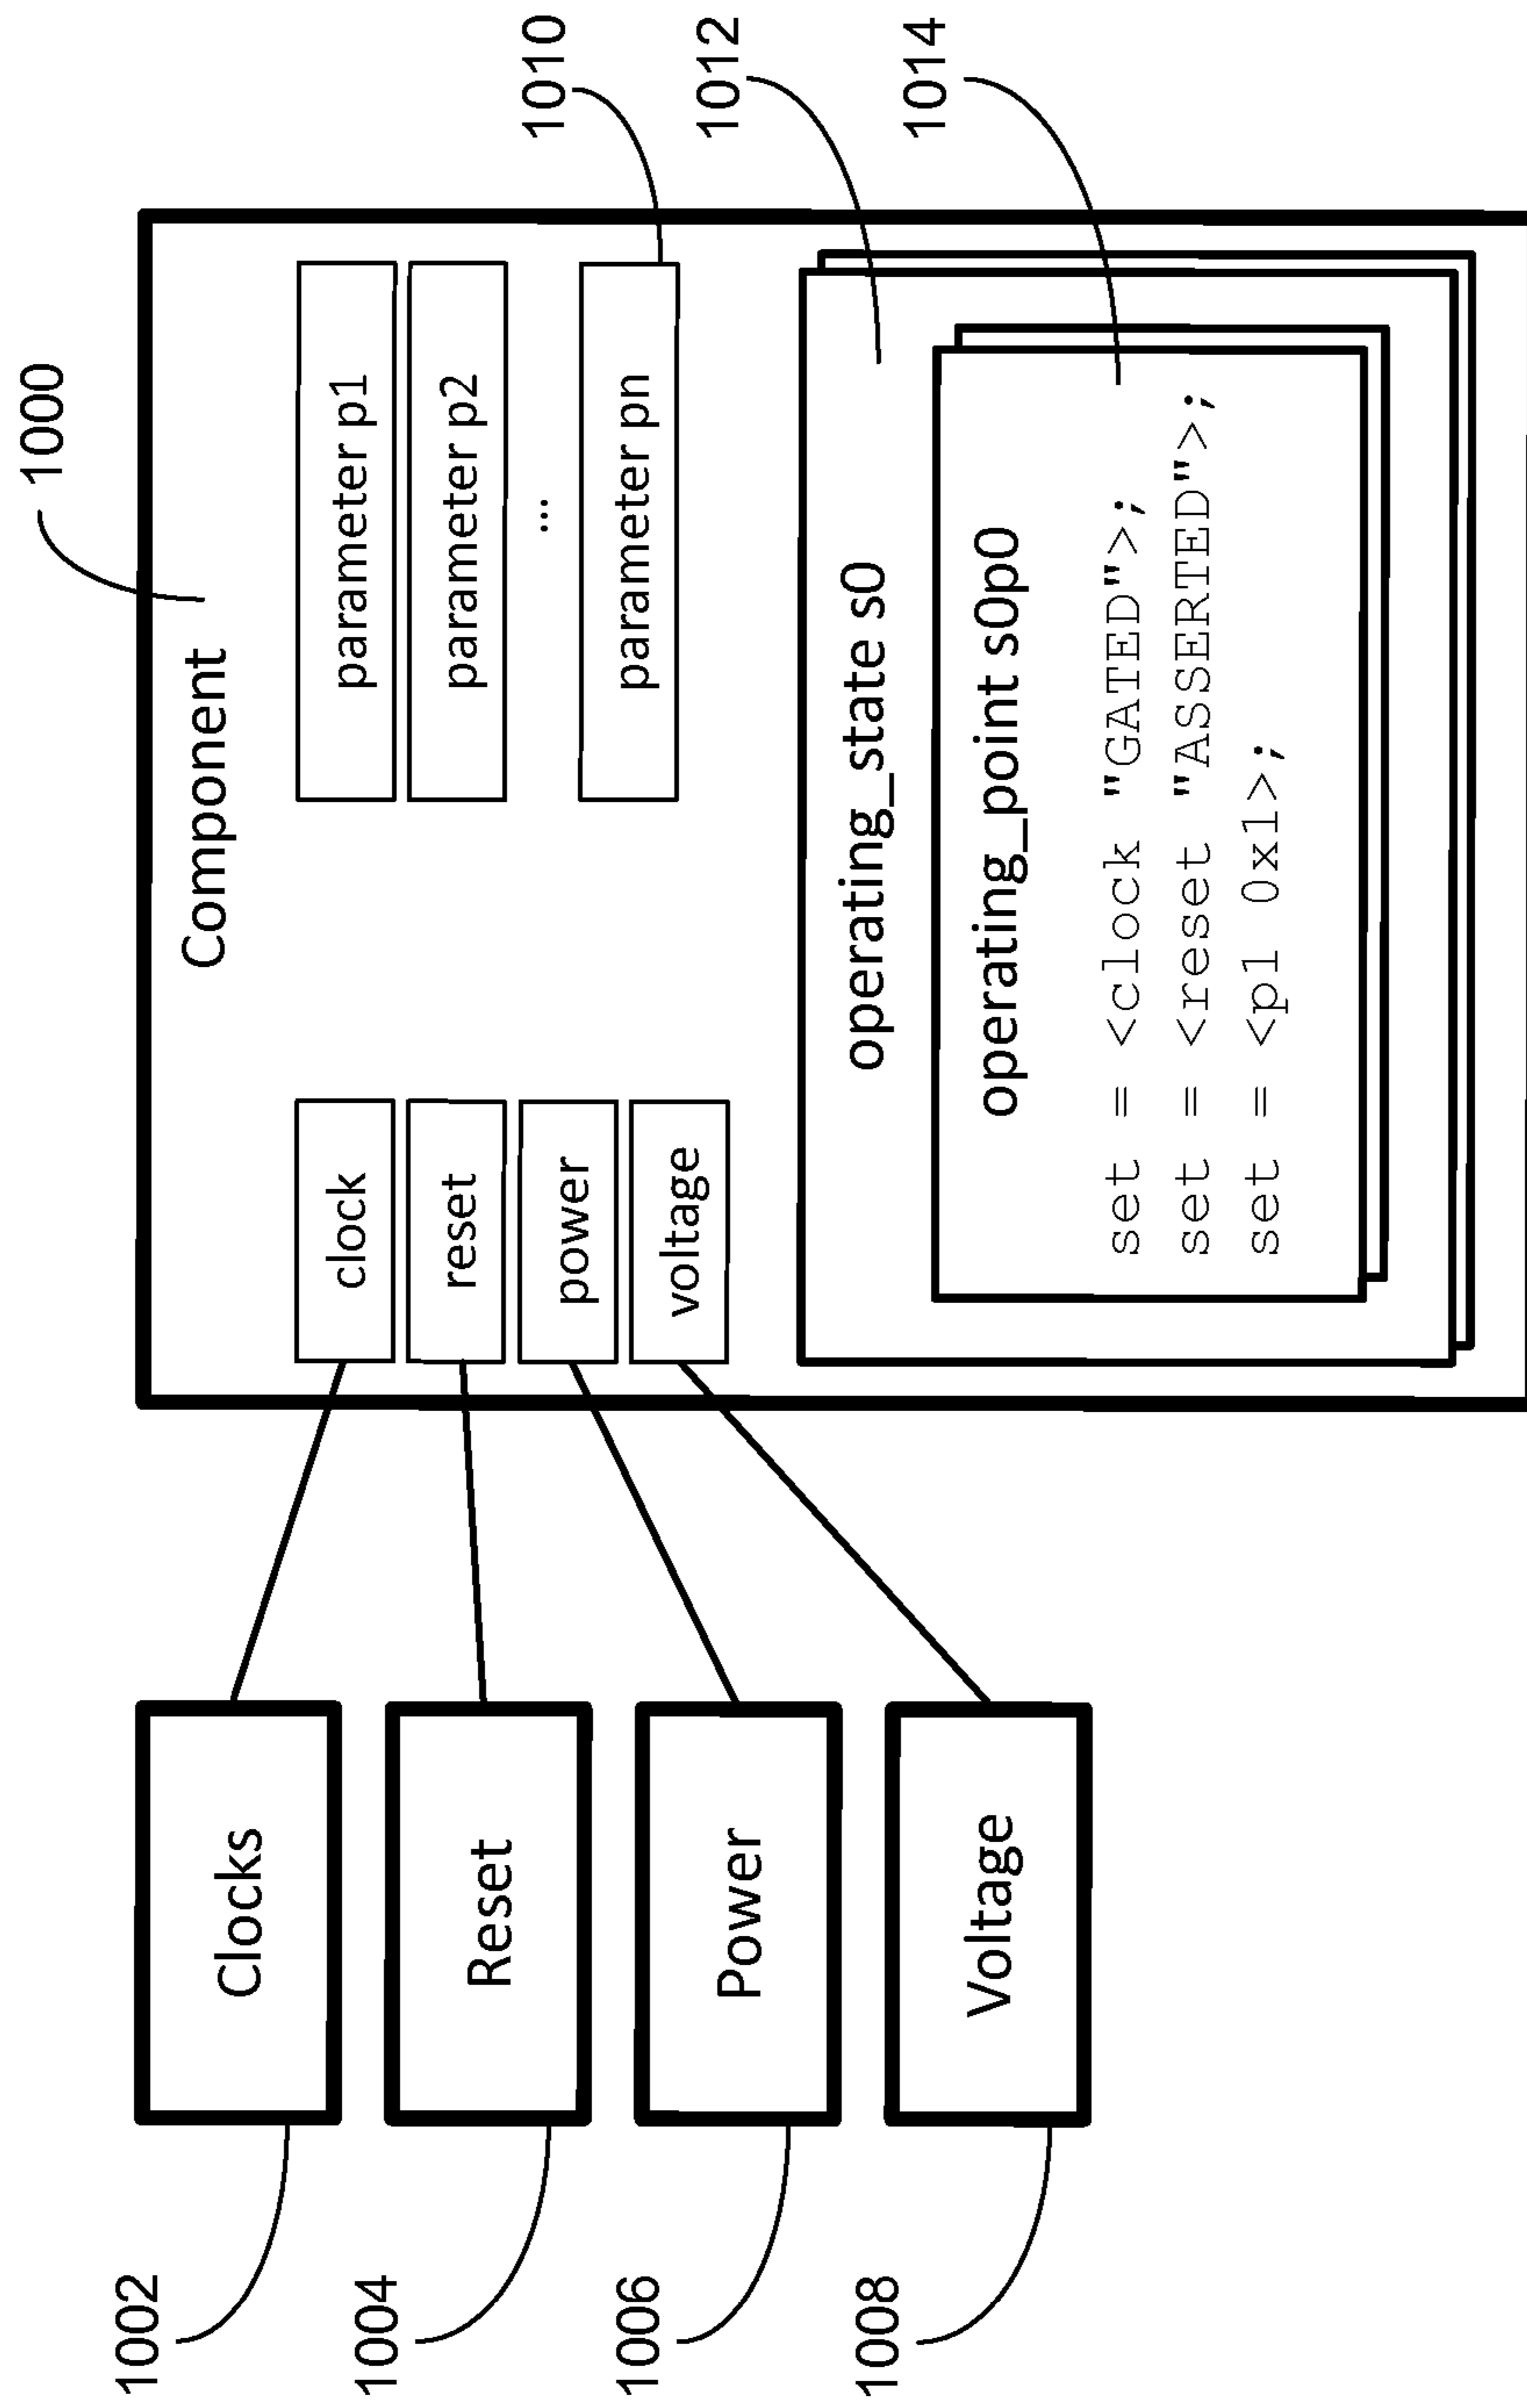 1000
Component
1002
Clocks
clock
parameter p1
1004
Reset
reset
parameter p2
...
1006
Power
power
parameter pn
1010
1008
Voltage
voltage
operating_state s0
1012
operating_point s0p0
set = <clock "GATED">;
set = <reset "ASSERTED">;
set = <p1 0x1>;
1014